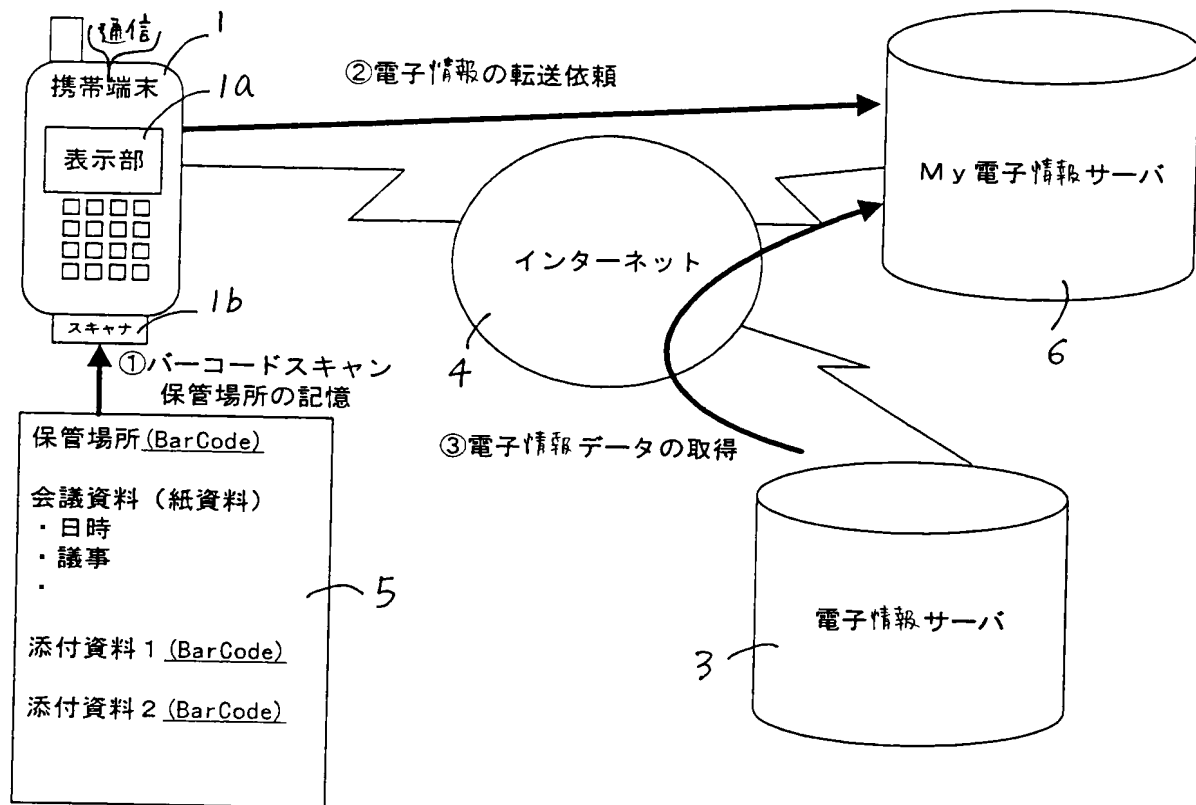 通信
1
携帯端末
1a
表示部
スキャナ
1b
②電子情報の転送依頼
My電子情報サーバ
6
インターネット
4
①バーコードスキャン
保管場所の記憶
③電子情報データの取得
保管場所(BarCode)
会議資料（紙資料）
・日時
・議事
・
添付資料1(BarCode)
添付資料2(BarCode)
5
電子情報サーバ
3